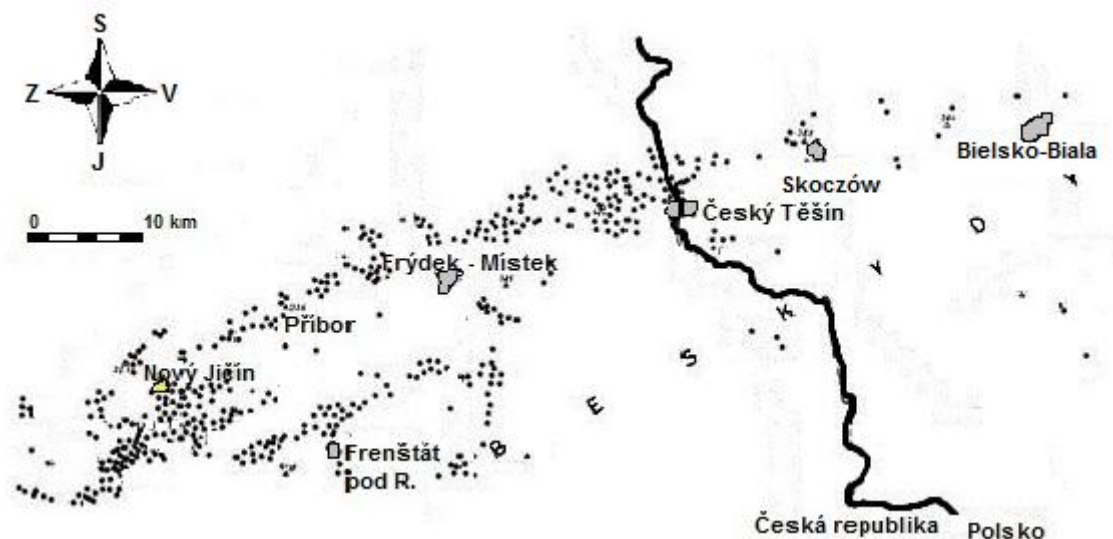 S
Z V
J
0 10 km
Bielsko-Biala
Skoczów
Český Těšín
Frýdek - Místek
Příbor
Nový Jičín
Frenštát
pod R.
B E S K Y D Y
Česká republika Polsko